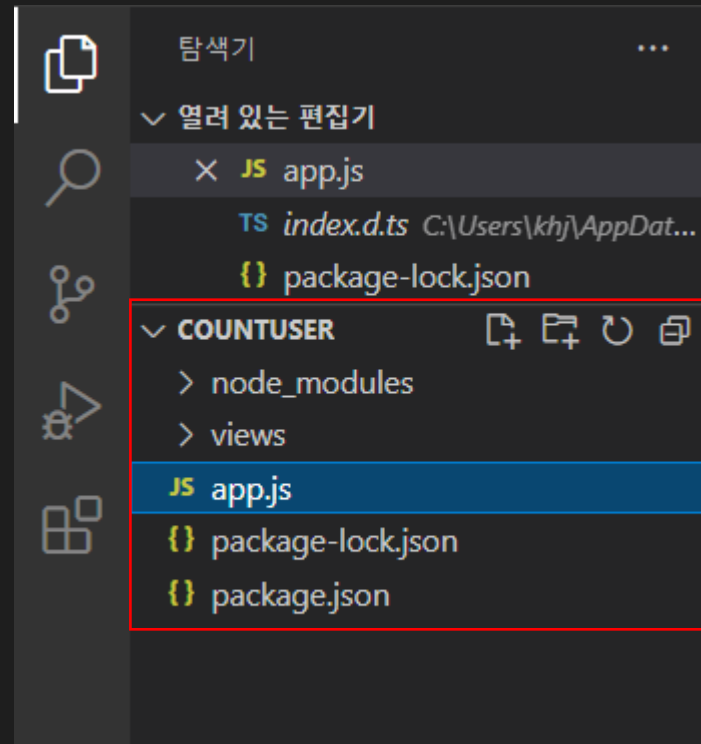 탐색기
열려 있는 편집기
JS app.js
TS index.d.ts C:\Users\khj\AppDat...
{} package-lock.json
COUNTUSER
node_modules
views
JS app.js
{} package-lock.json
{} package.json